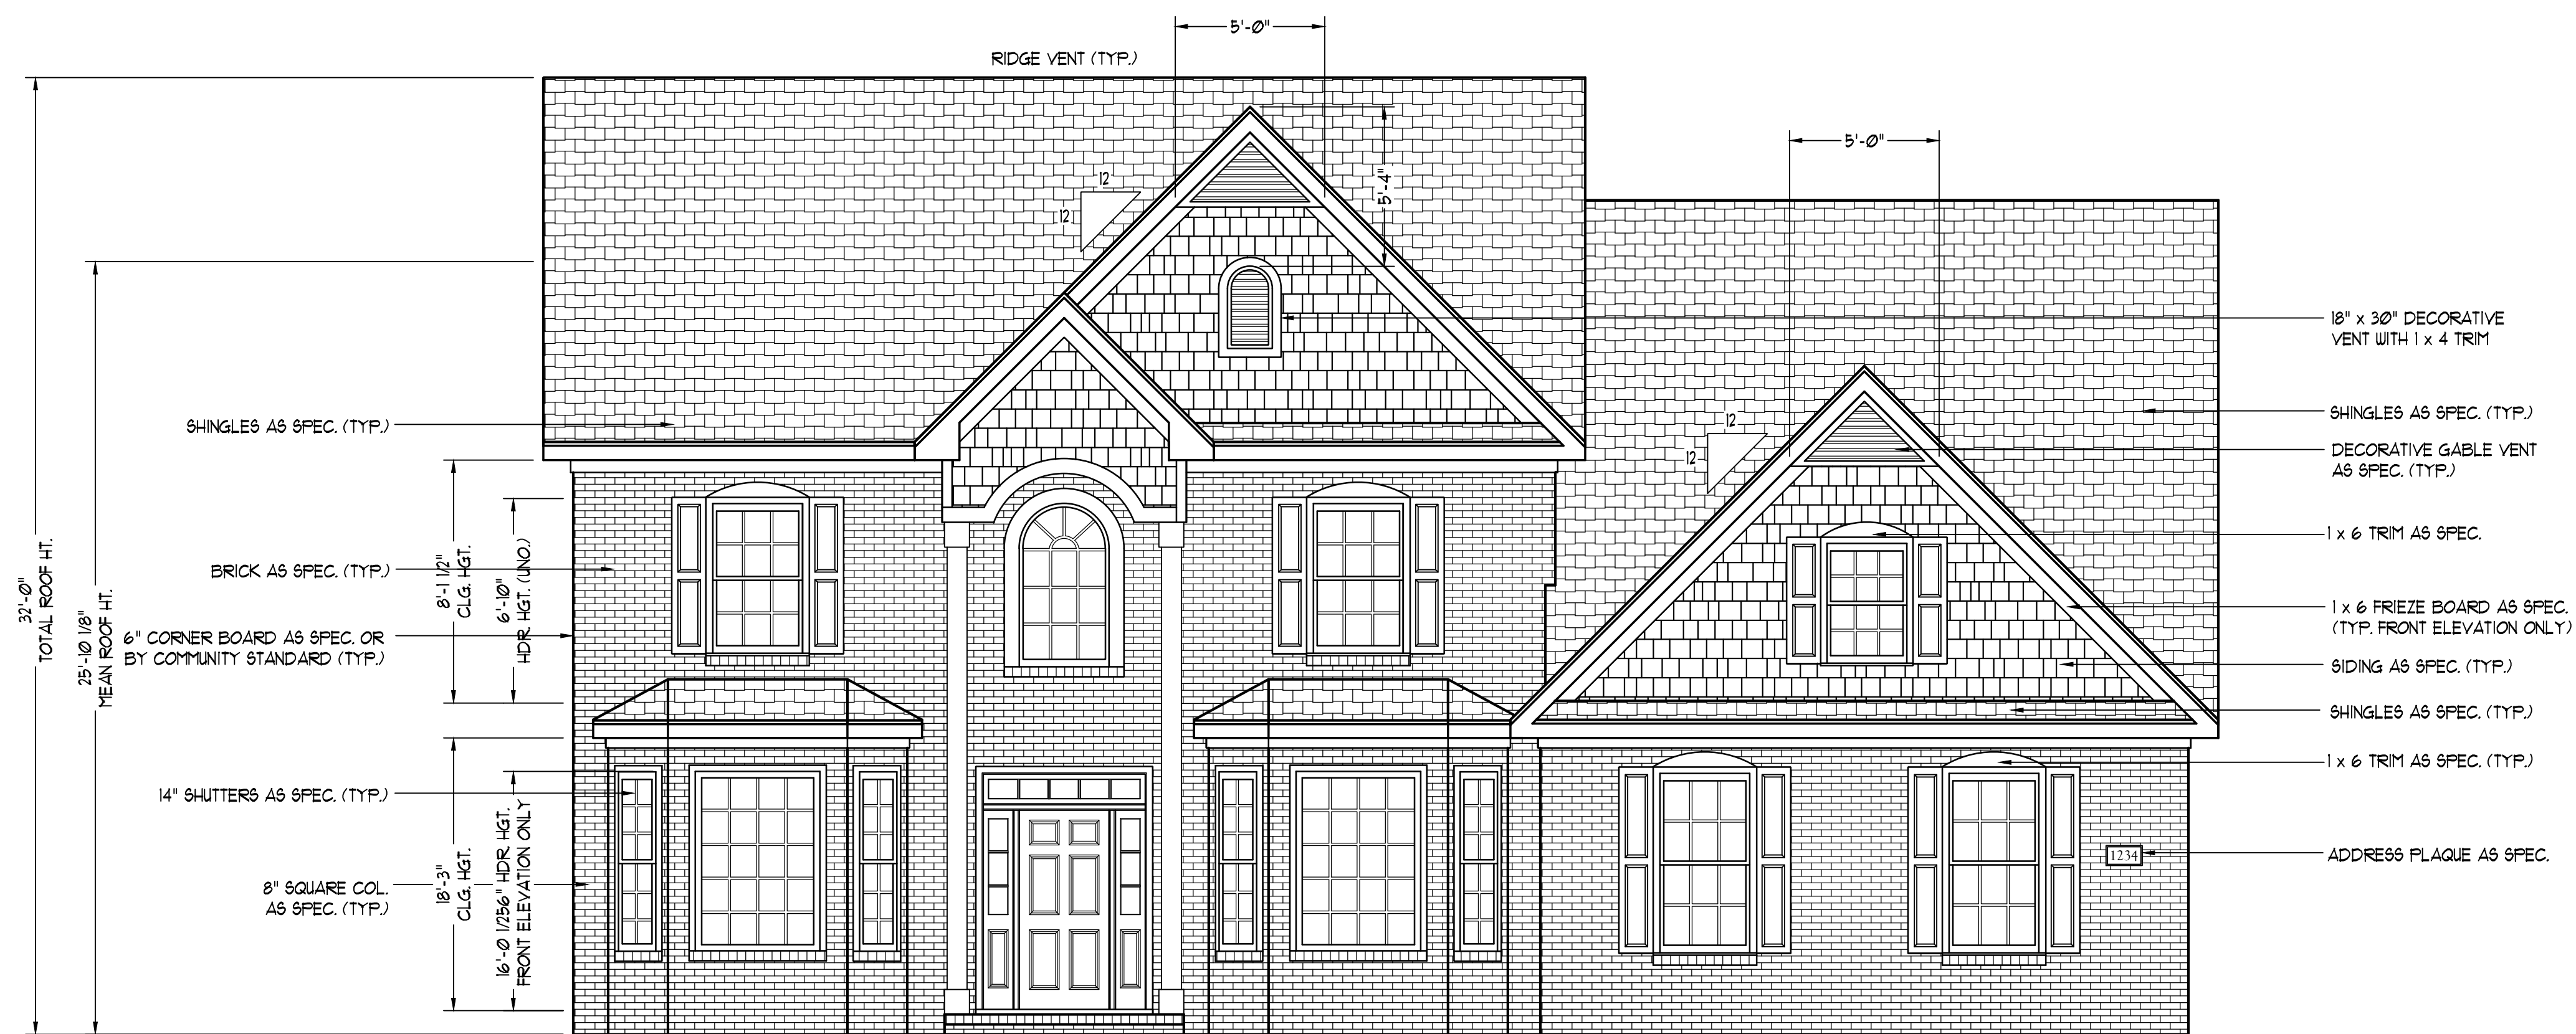 5'-0"
RIDGE VENT (TYP.)
5'-0"
5'-4"
12
12
18" x 30" DECORATIVE
VENT WITH 1 x 4 TRIM
SHINGLES AS SPEC. (TYP.)
SHINGLES AS SPEC. (TYP.)
12
12
DECORATIVE GABLE VENT
AS SPEC. (TYP.)
1 x 6 TRIM AS SPEC.
BRICK AS SPEC. (TYP.)
8'-1 1/2"
CLG. HGT.
6'-10"
HDR HGT. (UNO.)
32'-0"
TOTAL ROOF HT.
25'-10 1/8"
MEAN ROOF HT.
1 x 6 FRIEZE BOARD AS SPEC.
(TYP. FRONT ELEVATION ONLY)
6" CORNER BOARD AS SPEC. OR
BY COMMUNITY STANDARD (TYP.)
SIDING AS SPEC. (TYP.)
SHINGLES AS SPEC. (TYP.)
1 x 6 TRIM AS SPEC. (TYP.)
14" SHUTTERS AS SPEC. (TYP.)
18'-3"
CLG. HGT.
16'-0 1/256" HDR HGT.
FRONT ELEVATION ONLY
1234
ADDRESS PLAQUE AS SPEC.
8" SQUARE COL.
AS SPEC. (TYP.)